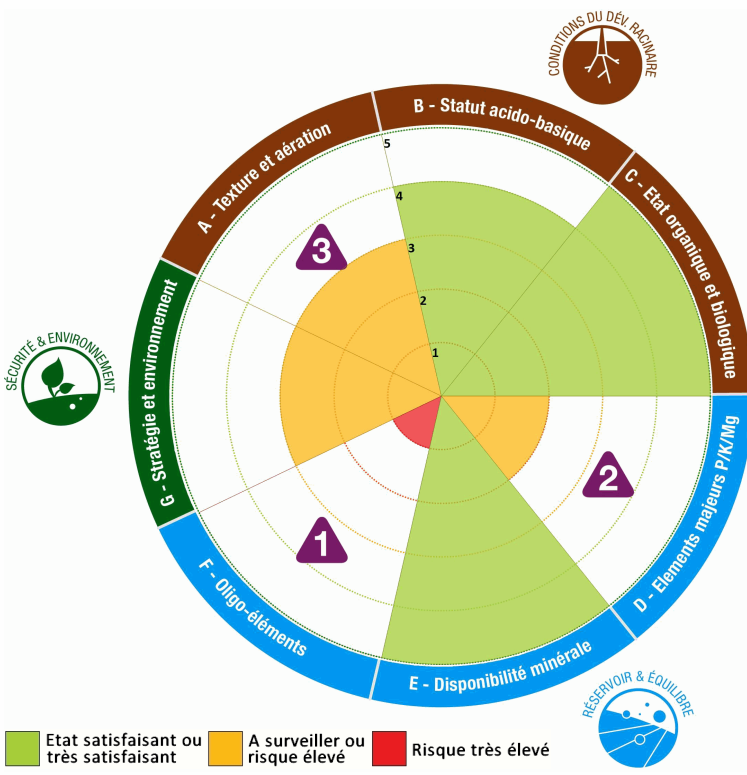 CONDITIONS DU DÉV. RACINAIRE
B - Statut acido-basique
A - Texture et aération
C - Etat organique et biologique
5
4
3
3
2
1
SÉCURITÉ & ENVIRONNEMENT
G - Stratégie et environnement
D - Elements majeurs P/K/Mg
2
1
F - Oligo-éléments
E - Disponibilité minérale
RÉSERVOIR & ÉQUILIBRE
Etat satisfaisant ou
très satisfaisant
A surveiller ou
risque élevé
Risque très élevé